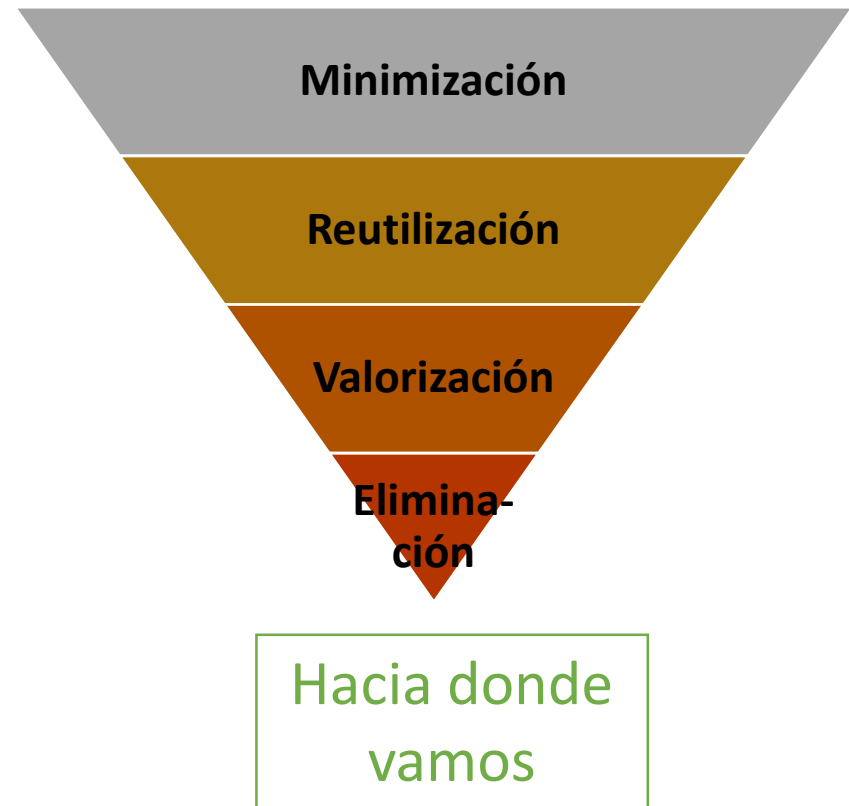 Minimización
Reutilización
Valorización
Elimina-
ción
Hacia donde
vamos